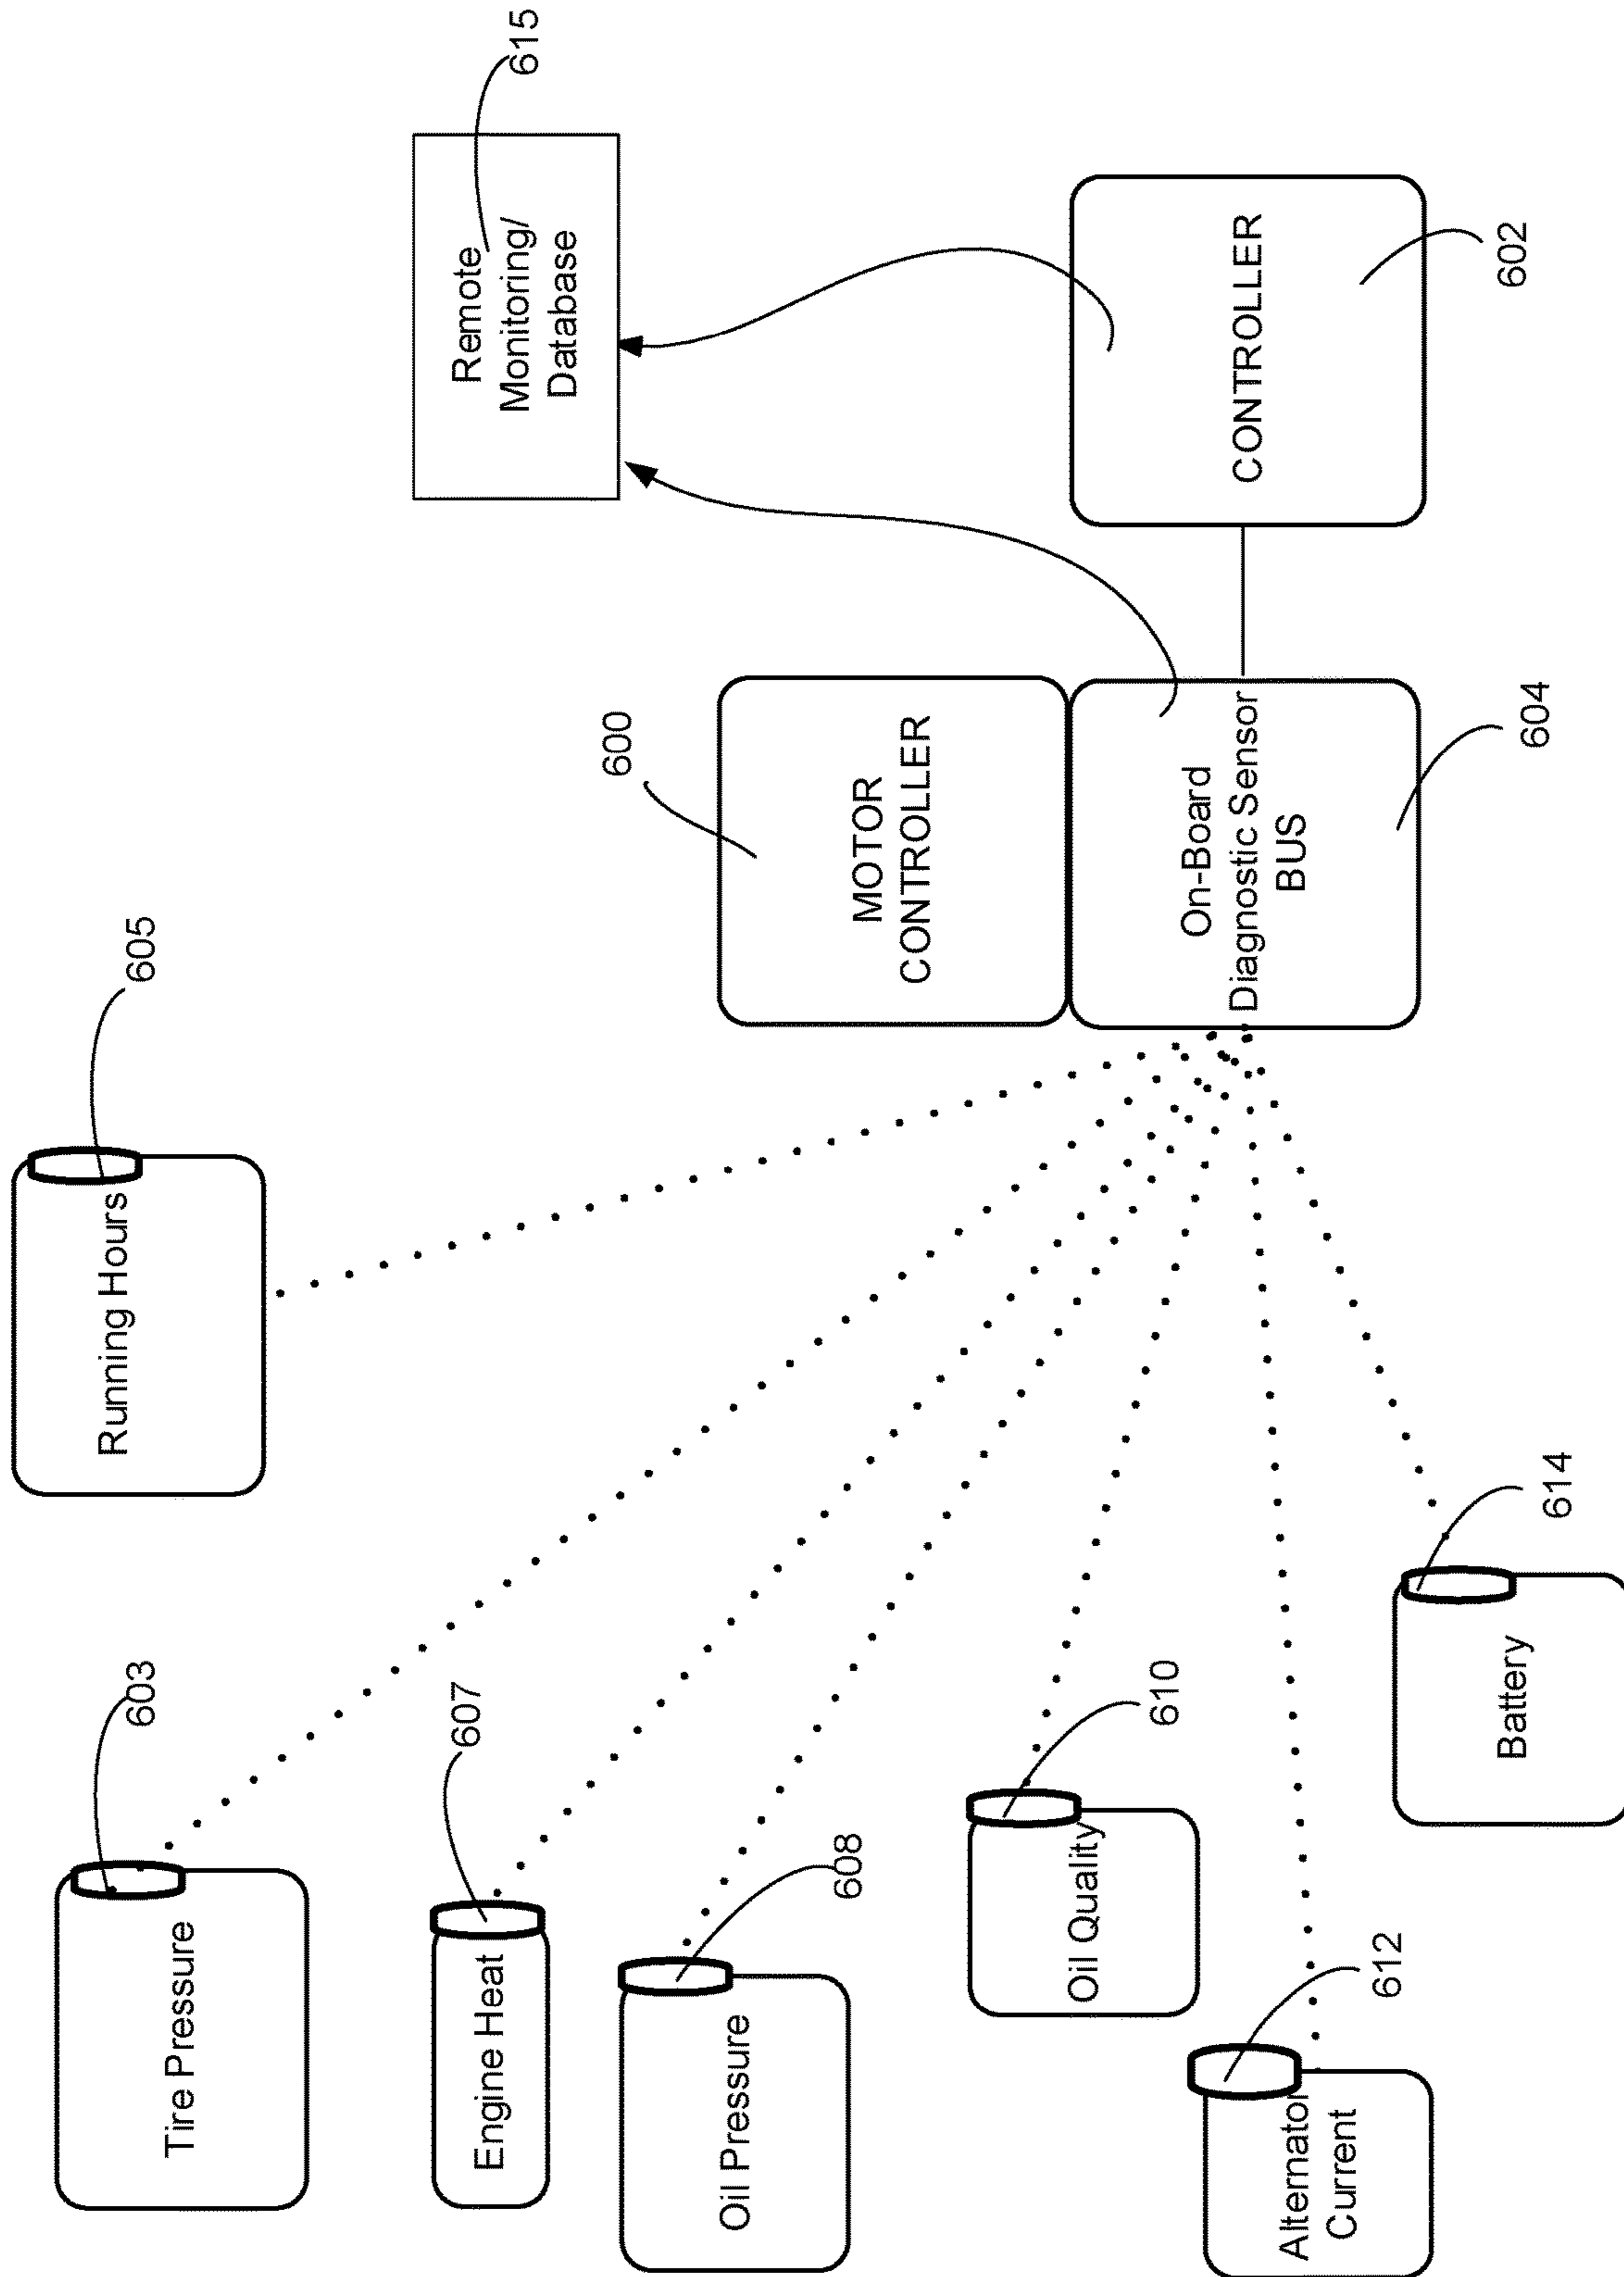 Running Hours
605
Tire Pressure
603
Engine Heat
607
Oil Pressure
608
Oil Quality
610
Alternator
Current
612
Battery
614
600
MOTOR
CONTROLLER
On-Board
Diagnostic Sensor
BUS
604
Remote
Monitoring/
Database
615
CONTROLLER
602